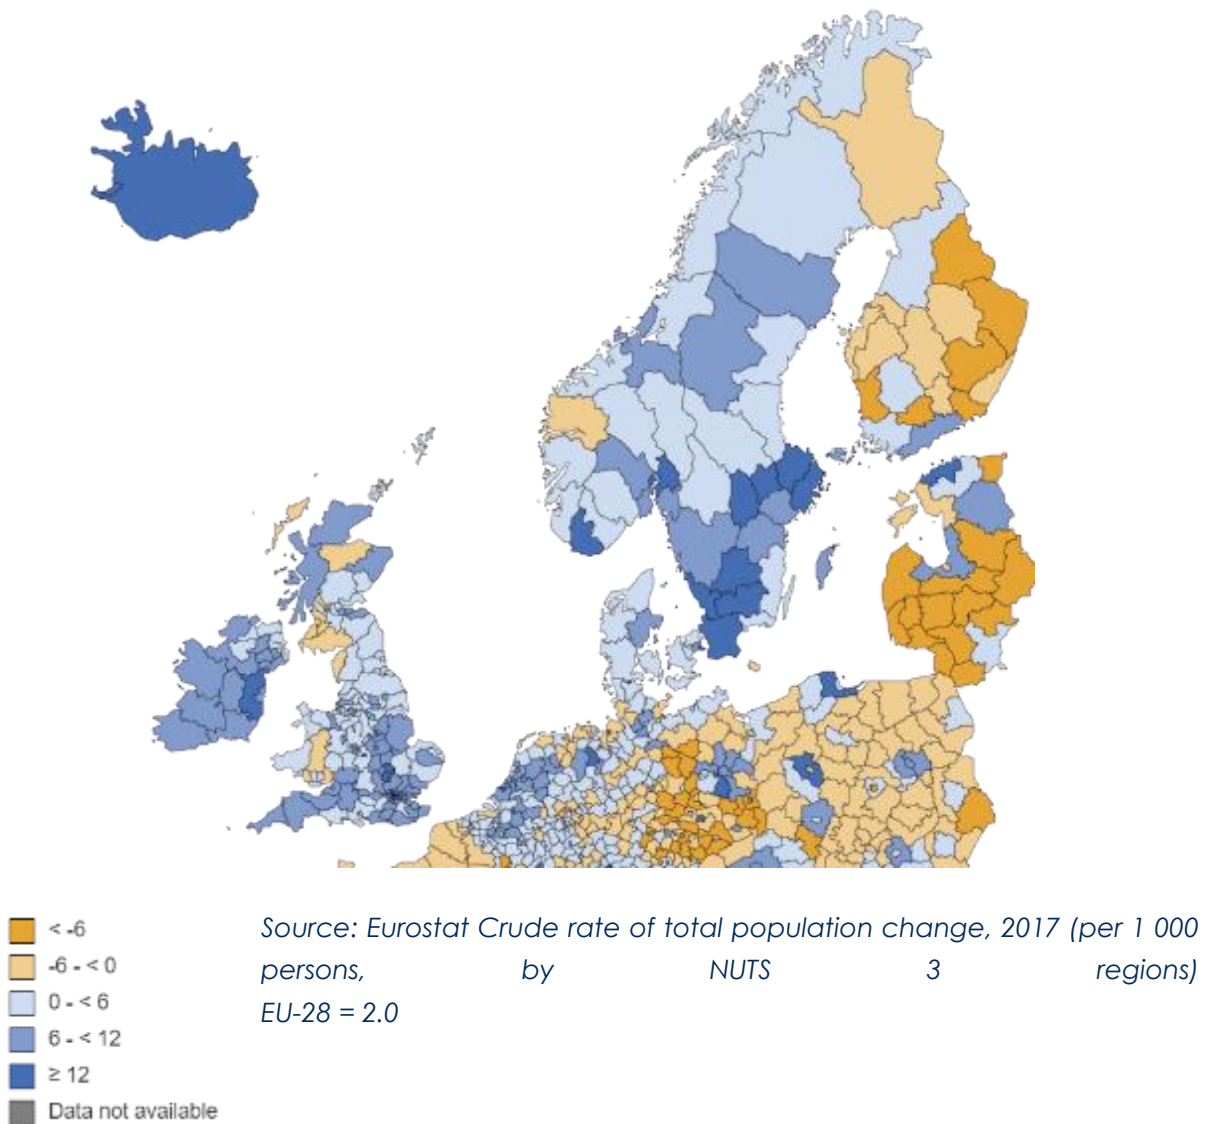 < -6
-6 - < 0
0 - < 6
6 - < 12
≥ 12
Data not available
Source: Eurostat Crude rate of total population change, 2017 (per 1 000
persons, by NUTS 3 regions)
EU-28 = 2.0